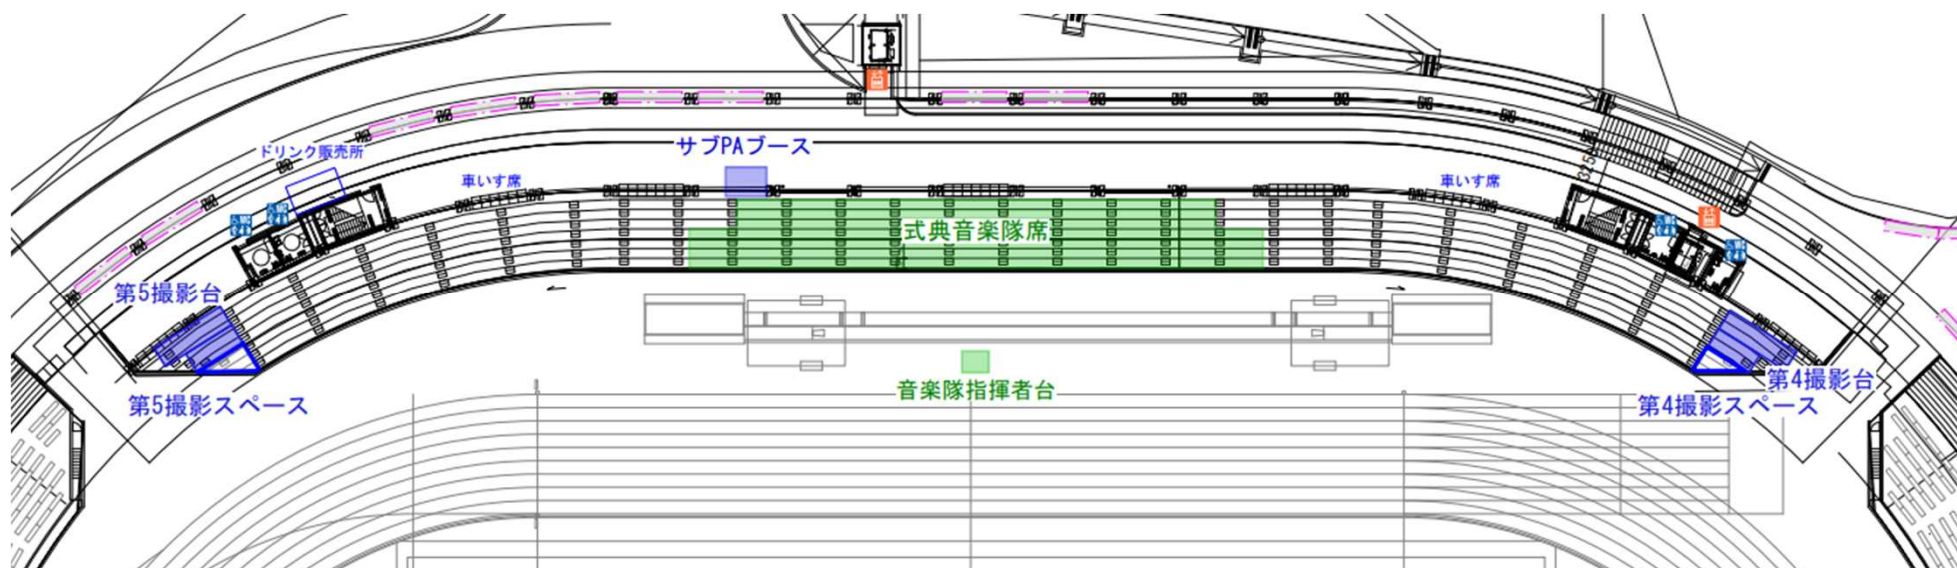 サブPAブース
ドリンク販売所
車いす席
車いす席
式典音楽隊席
第5撮影台
音楽隊指揮者台
第4撮影台
第5撮影スペース
第4撮影スペース